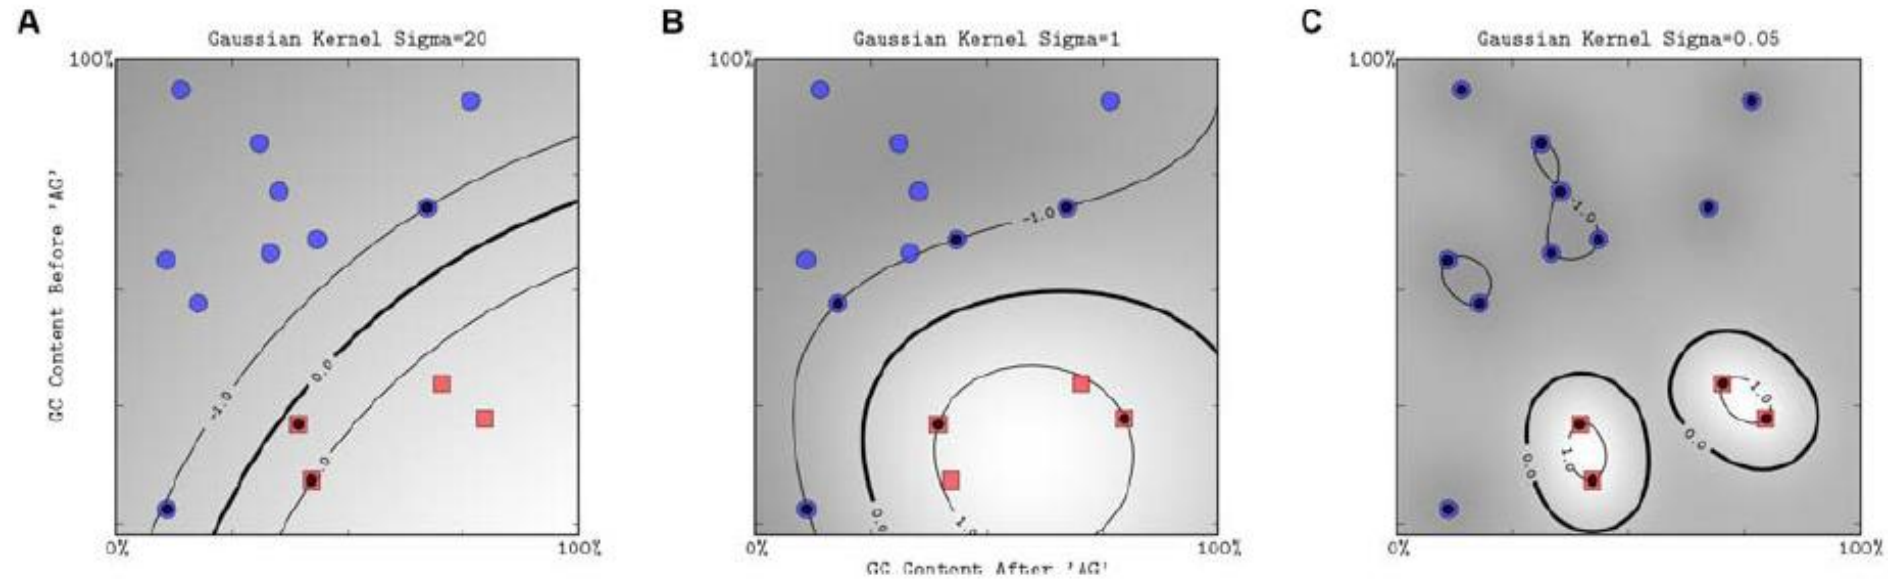 A
B
C
Gaussian Kernel Sigma=20
Gaussian Kernel Sigma=1
Gaussian Kernel Sigma=0.05
100%
100%
100%
GC Content Before 'AG'
-1.0
0.0
.0
-1.0
0.0
1.0
-1.0
1.0
0.0
1.0
0.0
0%
100%
0%
100%
0%
100%
GC Content After 'AG'